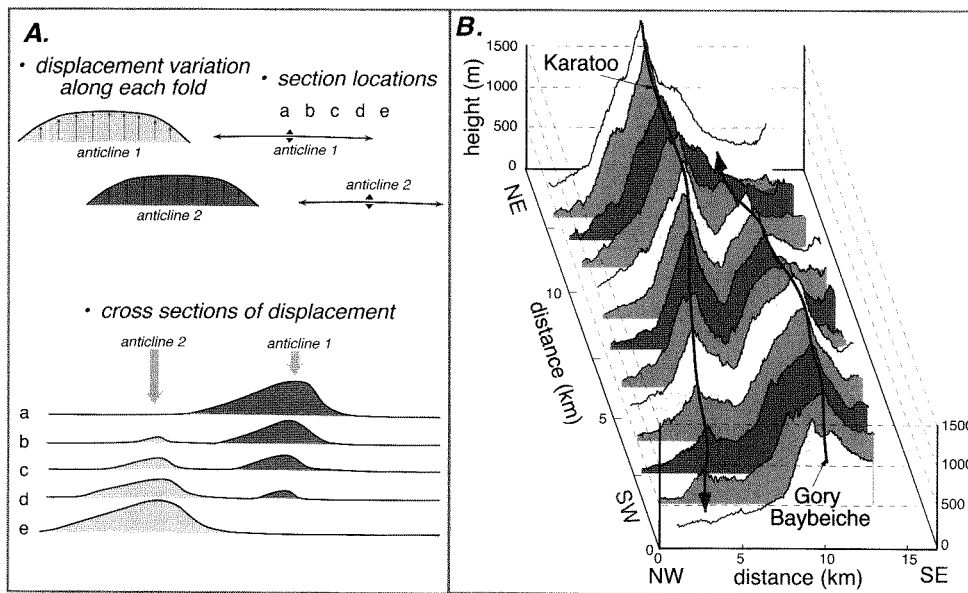 A.
• displacement variation
along each fold
• section locations
a b c d e
anticline 1
anticline 1
anticline 2
anticline 2
• cross sections of displacement
anticline 2
anticline 1
a
b
c
d
e
B.
1500
1000
500
0
height (m)
Karatoo
NE
10
distance (km)
5
SW
0
1500
1000
500
0
Gory
Baybeiche
0
5
10
15
NW
distance (km)
SE